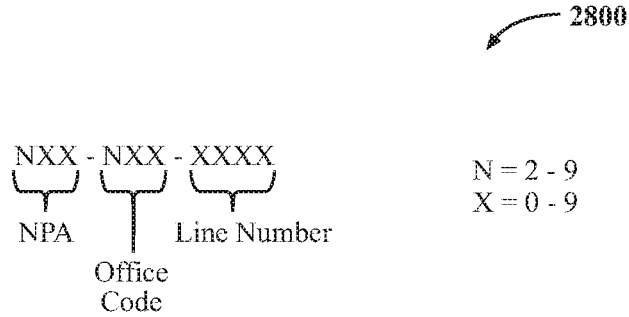 2800
NXX - NXX - XXXX
N = 2 - 9
X = 0 - 9
NPA
Line Number
Office
Code